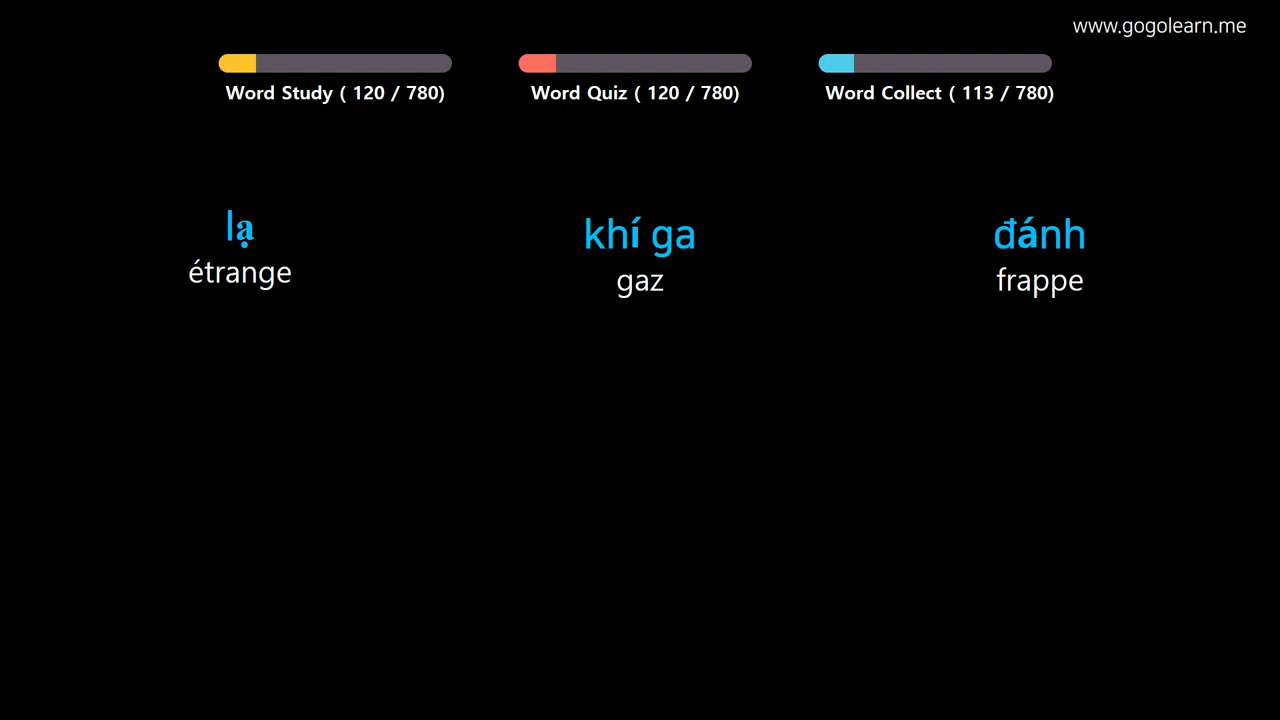 www.gogolearn.me
Word Study ( 120 / 780)
Word Quiz ( 120 / 780)
Word Collect ( 113 / 780)
lạ
étrange
khí ga
gaz
đánh
frappe